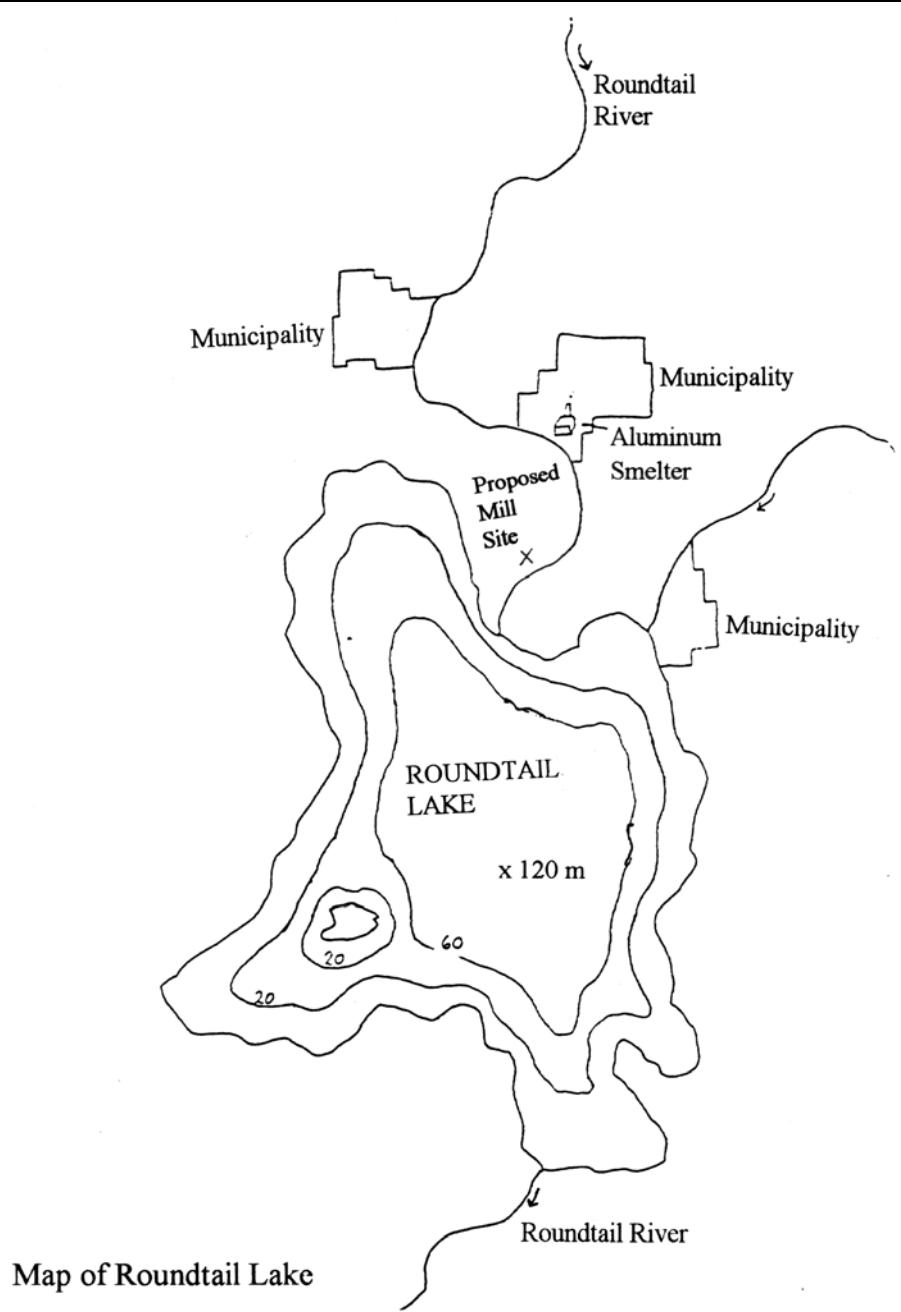 Roundtail
River
Municipality
Municipality
Aluminum
Smelter
Proposed
Mill
Site
X
Municipality
ROUNDTAIL
LAKE
x 120 m
60
20
20
Roundtail River
Map of Roundtail Lake